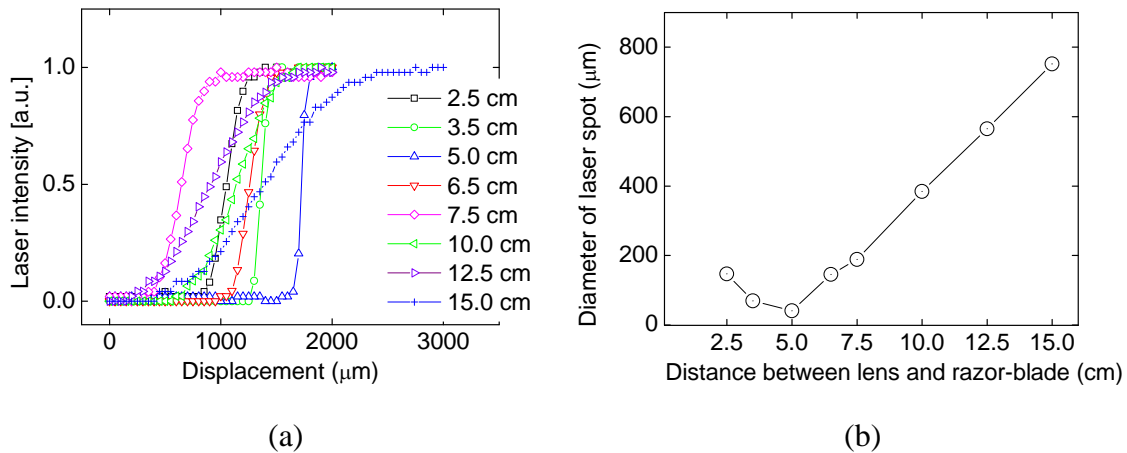 Laser intensity [a.u.]
1.0
0.5
0.0
0 1000 2000 3000
Displacement (μm)
2.5 cm
3.5 cm
5.0 cm
6.5 cm
7.5 cm
10.0 cm
12.5 cm
15.0 cm
(a)
Diameter of laser spot (μm)
800
600
400
200
0
2.5 5.0 7.5 10.0 12.5 15.0
Distance between lens and razor-blade (cm)
(b)